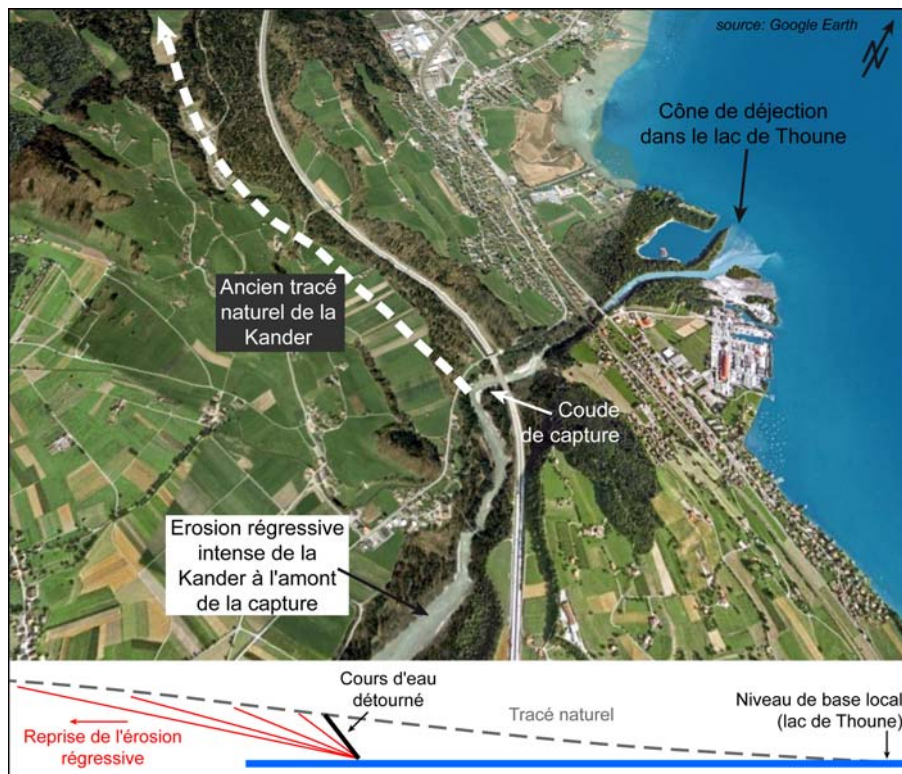 source: Google Earth
N
Cône de déjection
dans le lac de Thoune
Ancien tracé
naturel de la
Kander
Coude
de capture
Erosion régressive
intense de la
Kander à l'amont
de la capture
Cours d'eau
détourné
Niveau de base local
(lac de Thoune)
Tracé naturel
Reprise de l'érosion
régressive